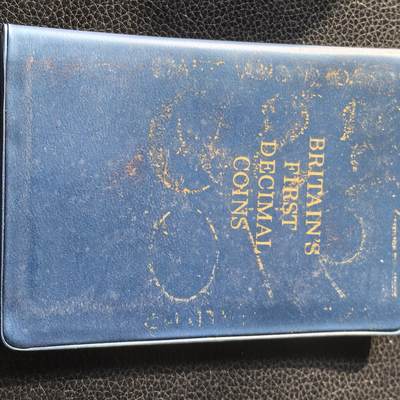 BRITAIN'S
FIRST
DECIMAL
COINS